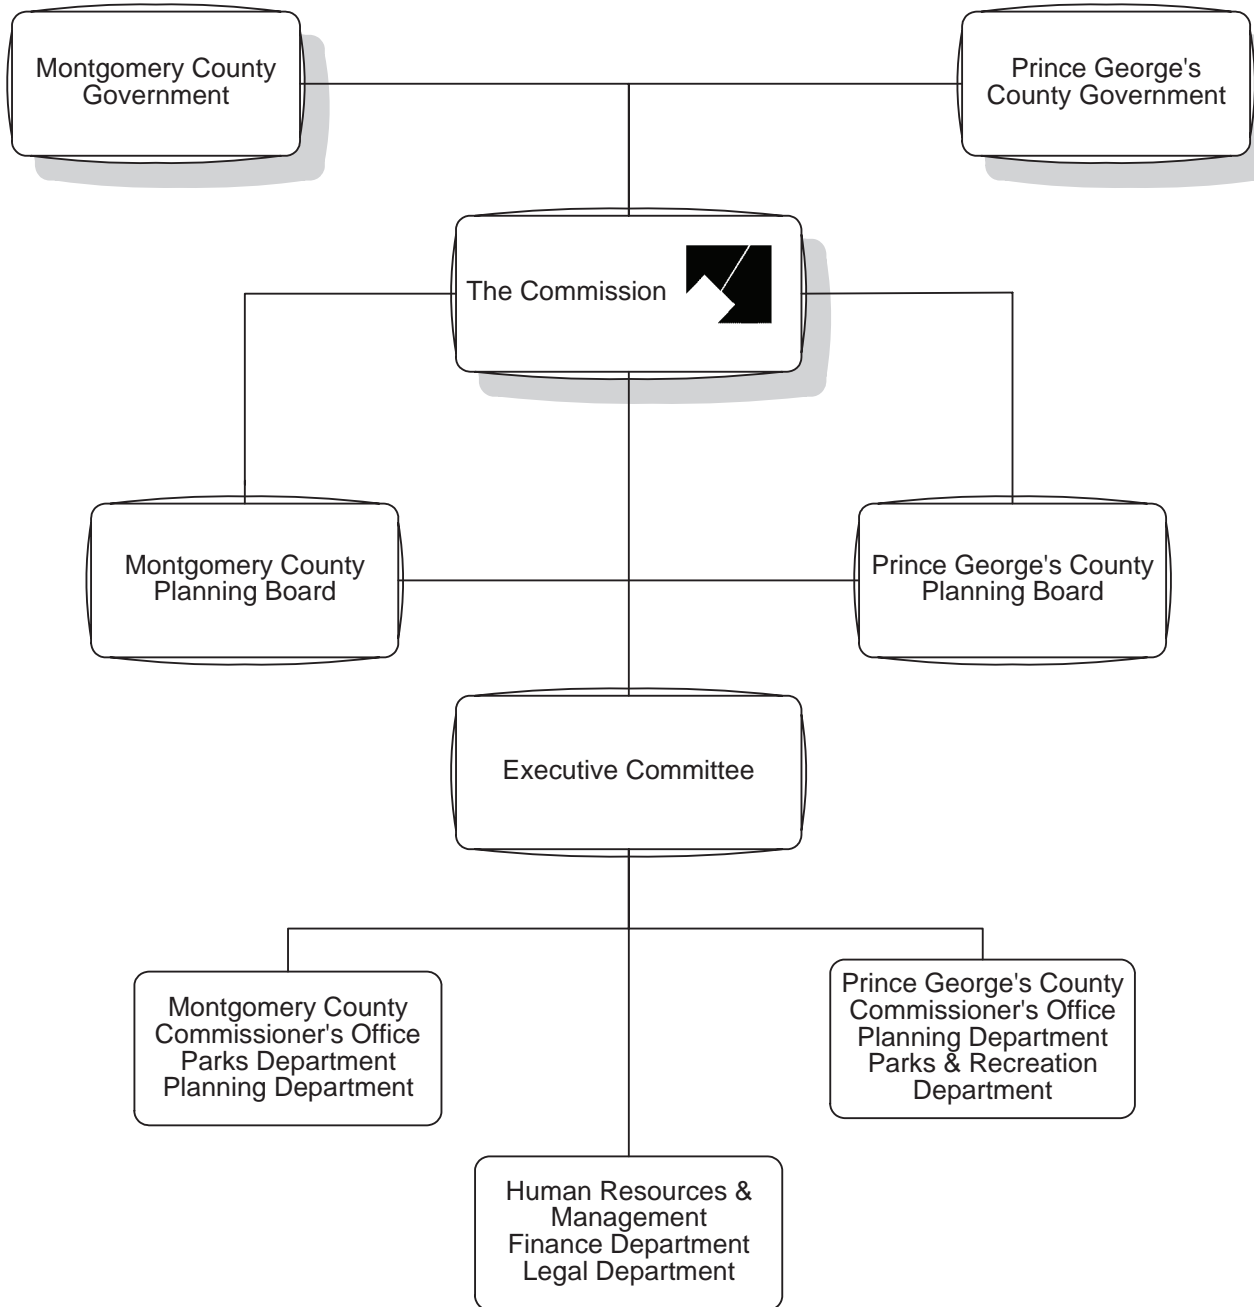 Montgomery County
Government
Prince George's
County Government
The Commission
Montgomery County
Planning Board
Prince George's County
Planning Board
Executive Committee
Montgomery County
Commissioner's Office
Parks Department
Planning Department
Prince George's County
Commissioner's Office
Planning Department
Parks & Recreation
Department
Human Resources &
Management
Finance Department
Legal Department